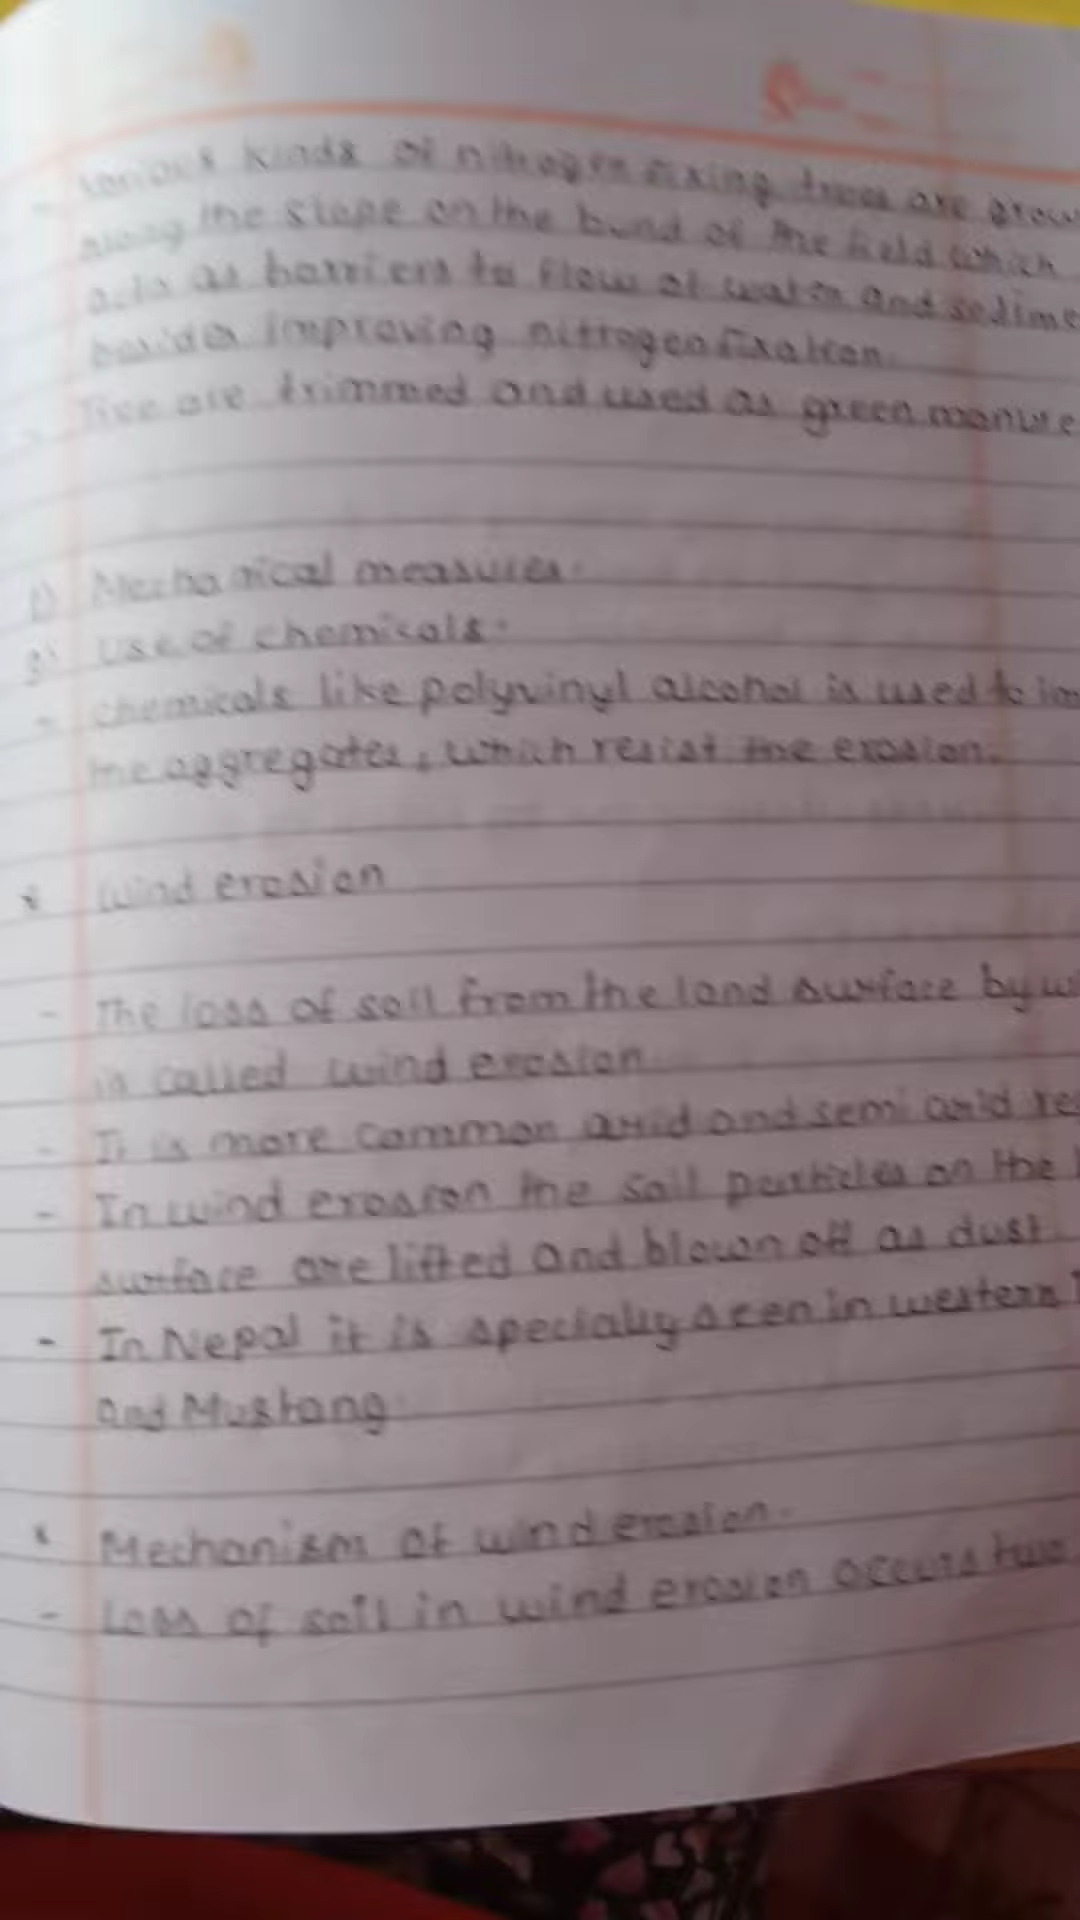 - Various kinds of nitrogen fixing trees are grow
along the slope on the bund of the field which
acts as barriers to flow of water and sedime
besides improving nitrogen fixation.
- Tree are trimmed and used as green manure
Mechanical measures.
Use of chemicals.
- chemicals like polyvinyl alcohol is used to im
the aggregates, which resist the erosion.
* Wind erosion
- The loss of soil from the land surface by wi
is called wind erosion
- It is more common arid and semi arid re
- In wind erosion the soil particles on the l
surface are lifted and blown off as dust
- In Nepal it is specially seen in western
and Mustang
* Mechanism of wind erosion.
- Loss of soil in wind erosion occurs two